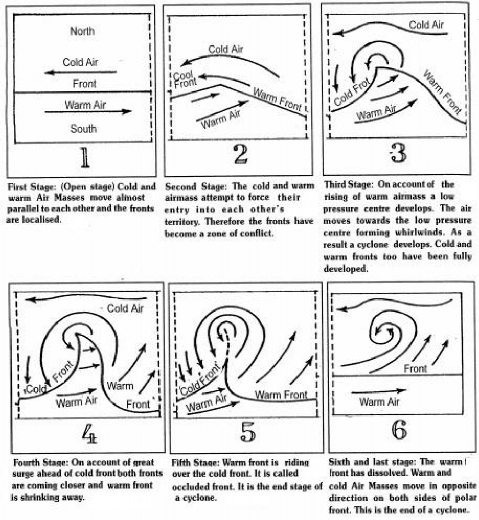 North
Cold Air
Front
Warm Air
South
1
First Stage: (Open stage) Cold and
warm Air Masses move almost
parallel to each other and the fronts
are localised.
Cold Air
Cool
Front
Warm Front
Warm Air
2
Second Stage: The cold and warm
airmass attempt to force their
entry into each other's
territory. Therefore the fronts have
become a zone of conflict.
Cold Air
Cold Frot
Warm Front
Warm Air
3
Third Stage: On account of the
rising of warm airmass a low
pressure centre develops. The air
moves towards the low pressure
centre forming whirlwinds. As a
result a cyclone develops. Cold and
warm fronts too have been fully
developed.
Cold Air
Cold Front
Warm Air
Warm
Front
4
Fourth Stage: On account of great
surge ahead of cold front both fronts
are coming closer and warm front
is shrinking away.
Cold Front
Warm Air
Warm Front
5
Fifth Stage: Warm front is riding
over the cold front. It is called
occluded front. It is the end stage of
a cyclone.
Cold Air
Front
Warm Air
6
Sixth and last stage: The warm
front has dissolved. Warm and
cold Air Masses move in opposite
direction on both sides of polar
front. This is the end of a cyclone.